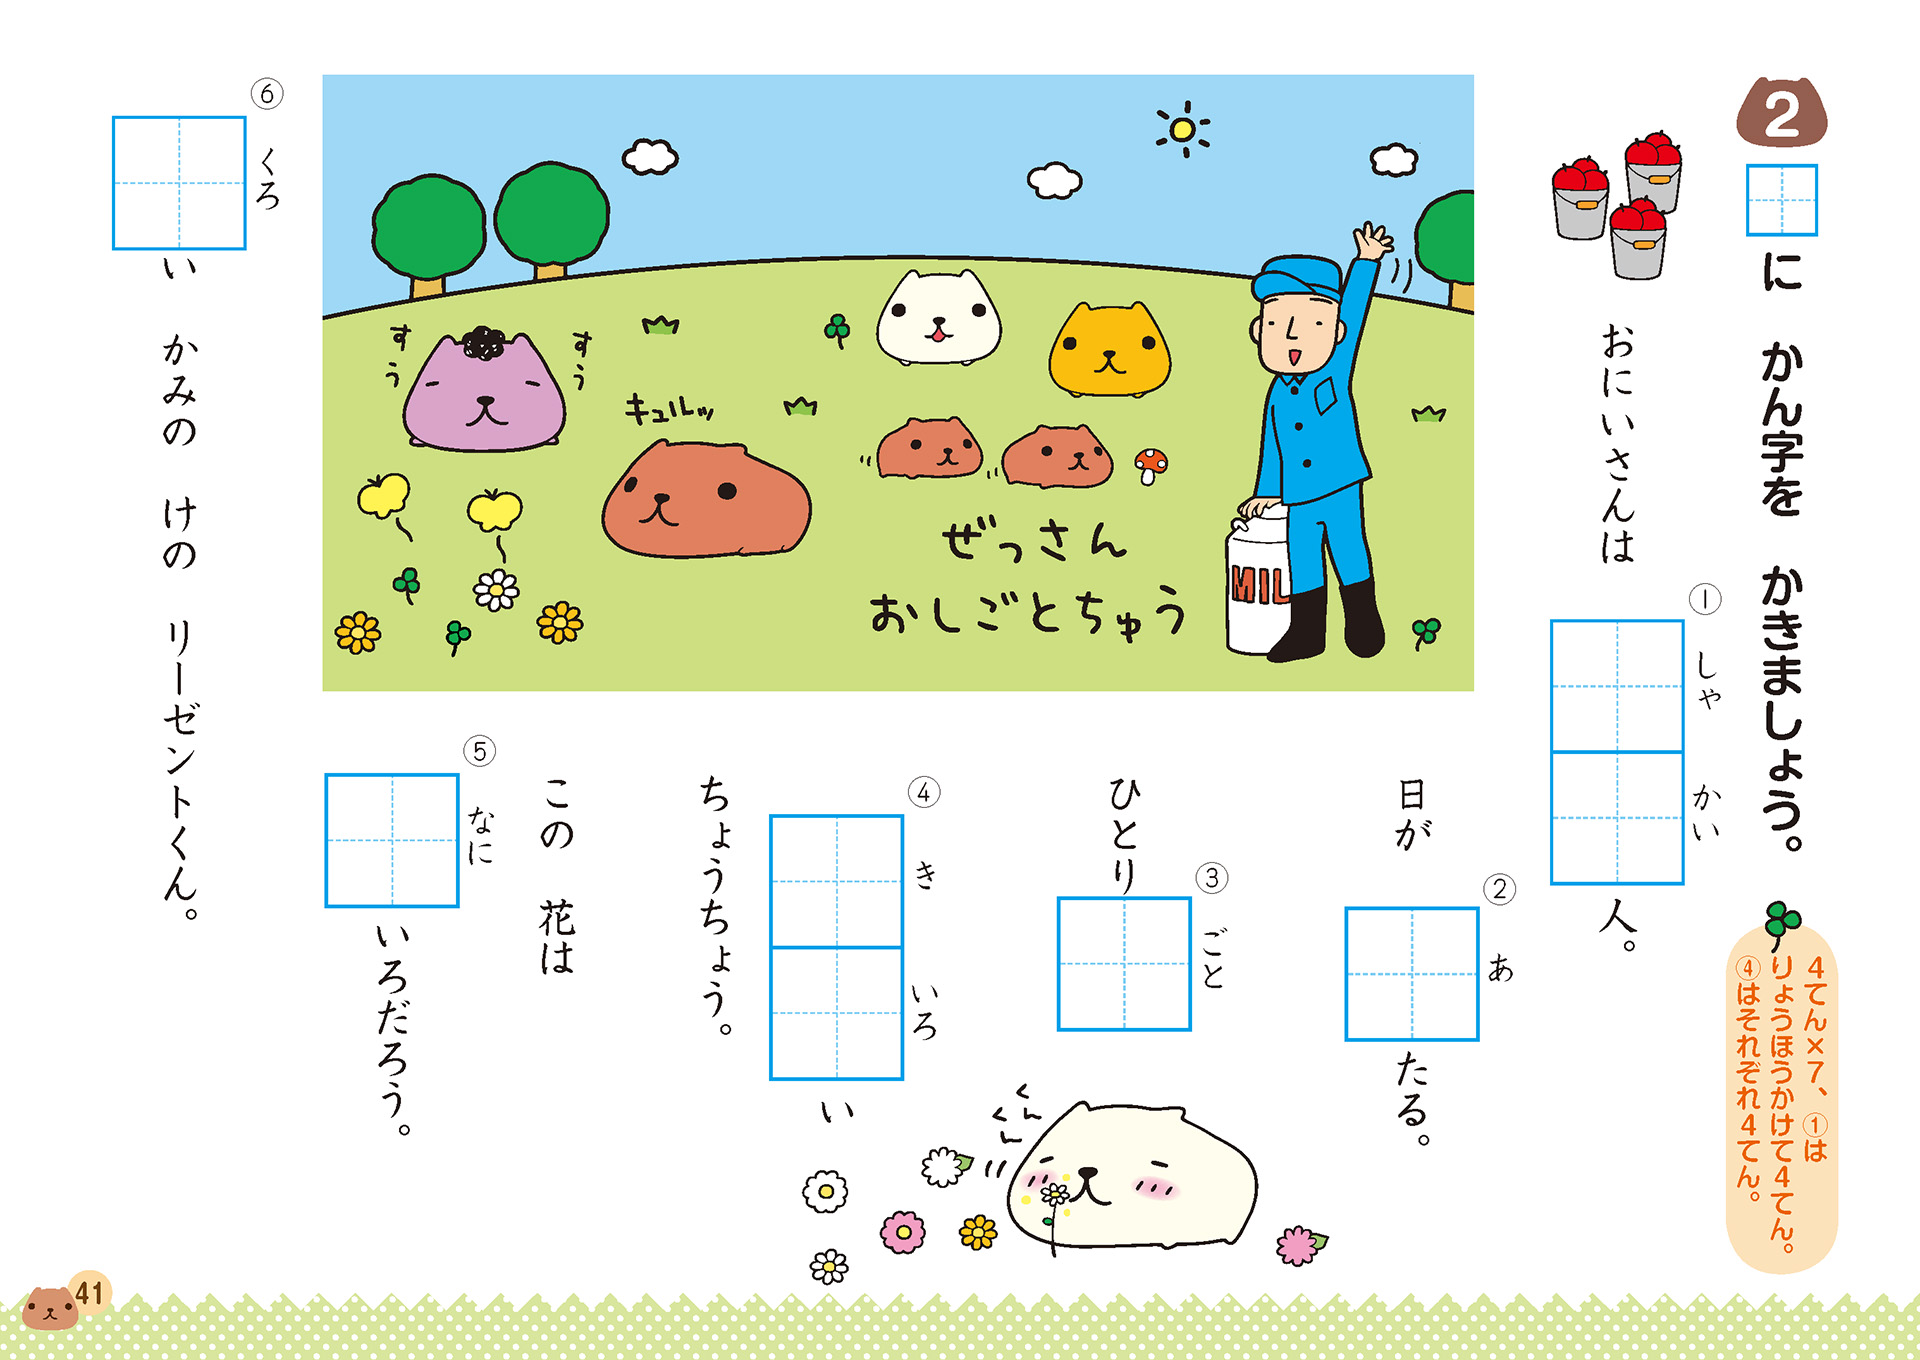 2
□に かん字を かきましょう。
4てん×7、①は
りょうほうかけて4てん。
④はそれぞれ4てん。
おにいさんは
①
しゃ かい
人。
日が
②
あ
たる。
ひとり
③
ごと
④
き いろ
い
ちょうちょう。
この 花は
⑤
なに
いろだろう。
⑥
くろ
い かみの けの リーゼントくん。
すう
すう
キュルッ
ぜっさん
おしごとちゅう
MIL
くん
くん
41